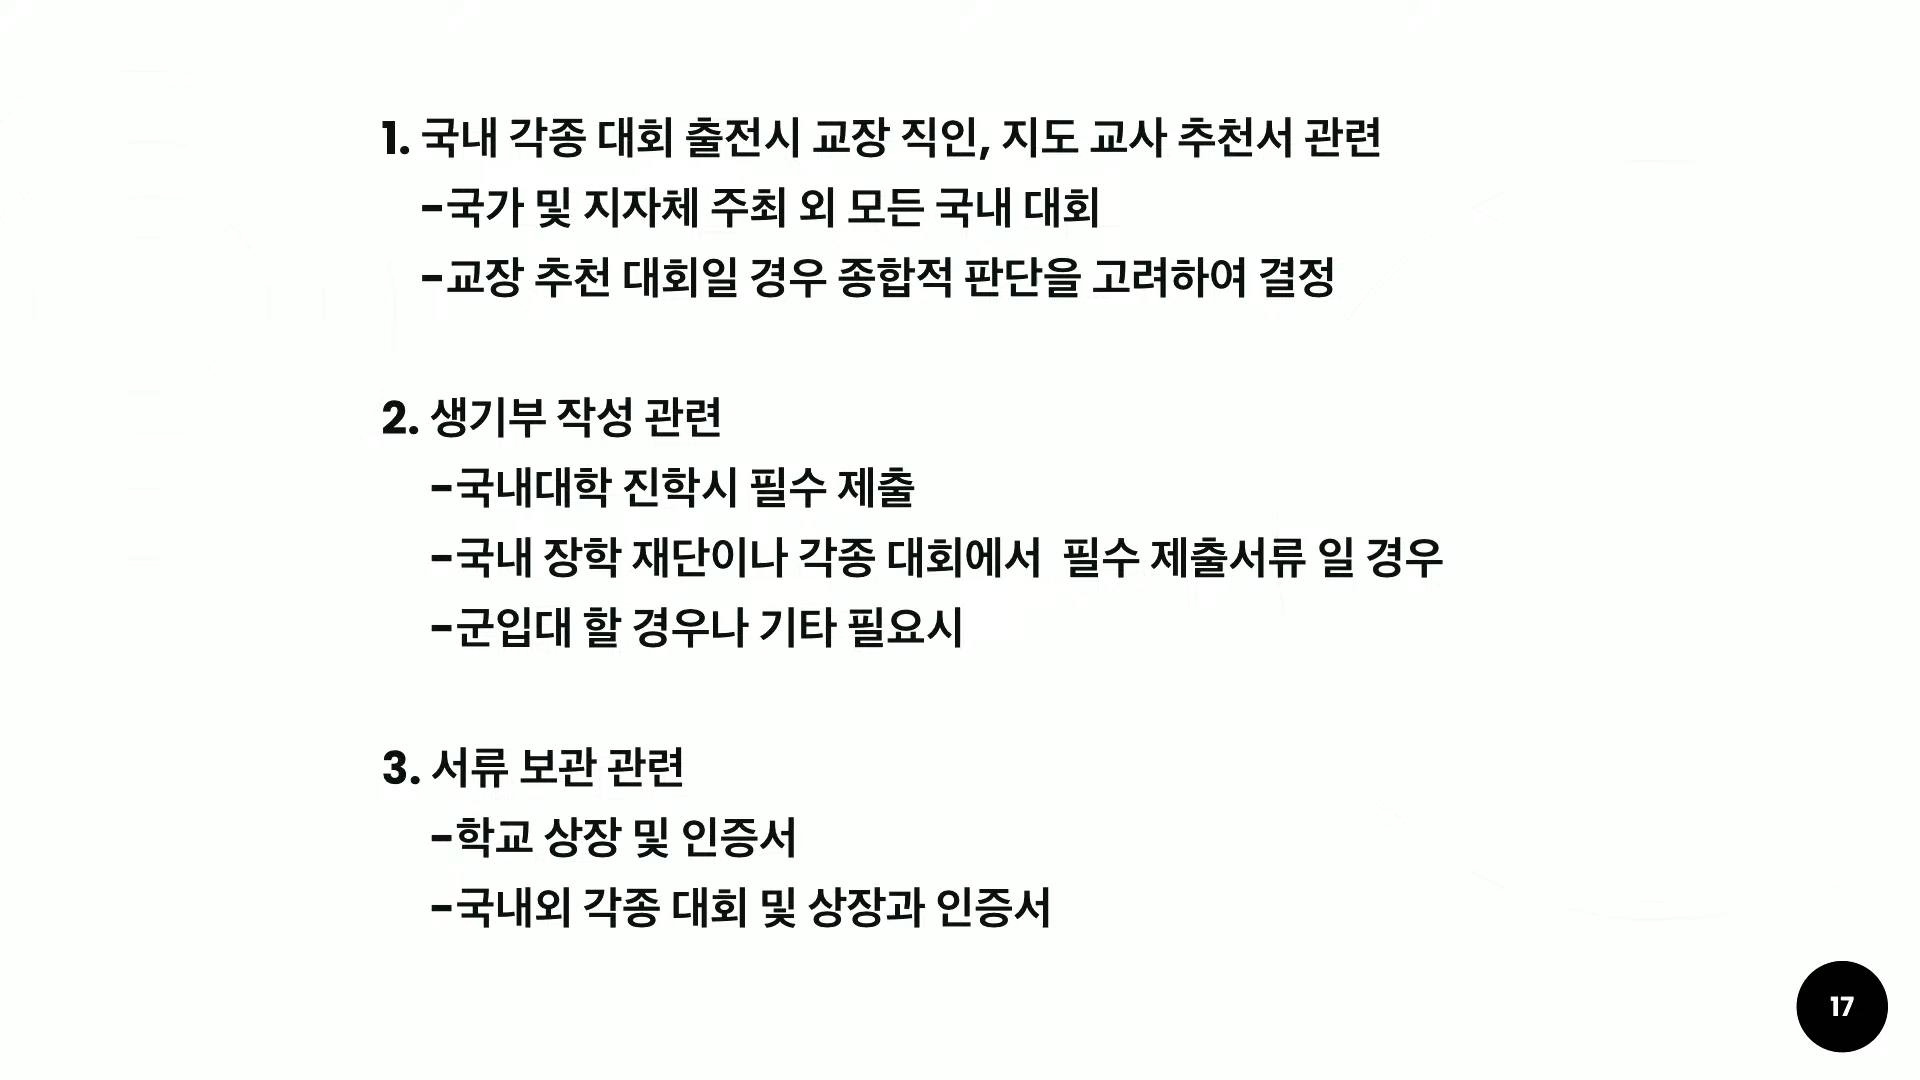 1. 국내 각종 대회 출전시 교장 직인, 지도 교사 추천서 관련
-국가 및 지자체 주최 외 모든 국내 대회
-교장 추천 대회일 경우 종합적 판단을 고려하여 결정
2. 생기부 작성 관련
-국내대학 진학시 필수 제출
-국내 장학 재단이나 각종 대회에서 필수 제출서류 일 경우
-군입대 할 경우나 기타 필요시
3. 서류 보관 관련
-학교 상장 및 인증서
-국내외 각종 대회 및 상장과 인증서
17